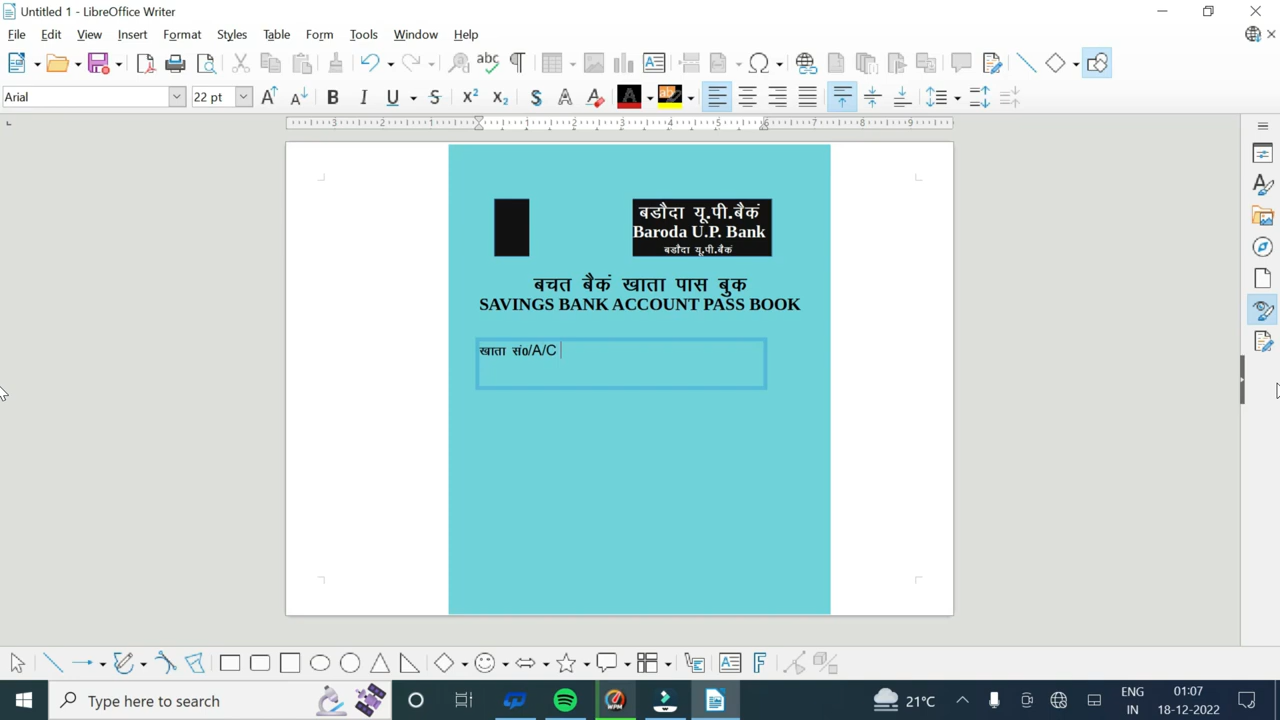 Untitled 1 - LibreOffice Writer
File Edit View Insert Format Styles Table Form Tools Window Help
Arial 22 pt
बडौदा यू.पी.बैकं
Baroda U.P. Bank
बडौदा यू.पी.बैकं
बचत बैकं खाता पास बुक
SAVINGS BANK ACCOUNT PASS BOOK
खाता सं0/A/C
Type here to search
21°C
ENG
IN
01:07
18-12-2022